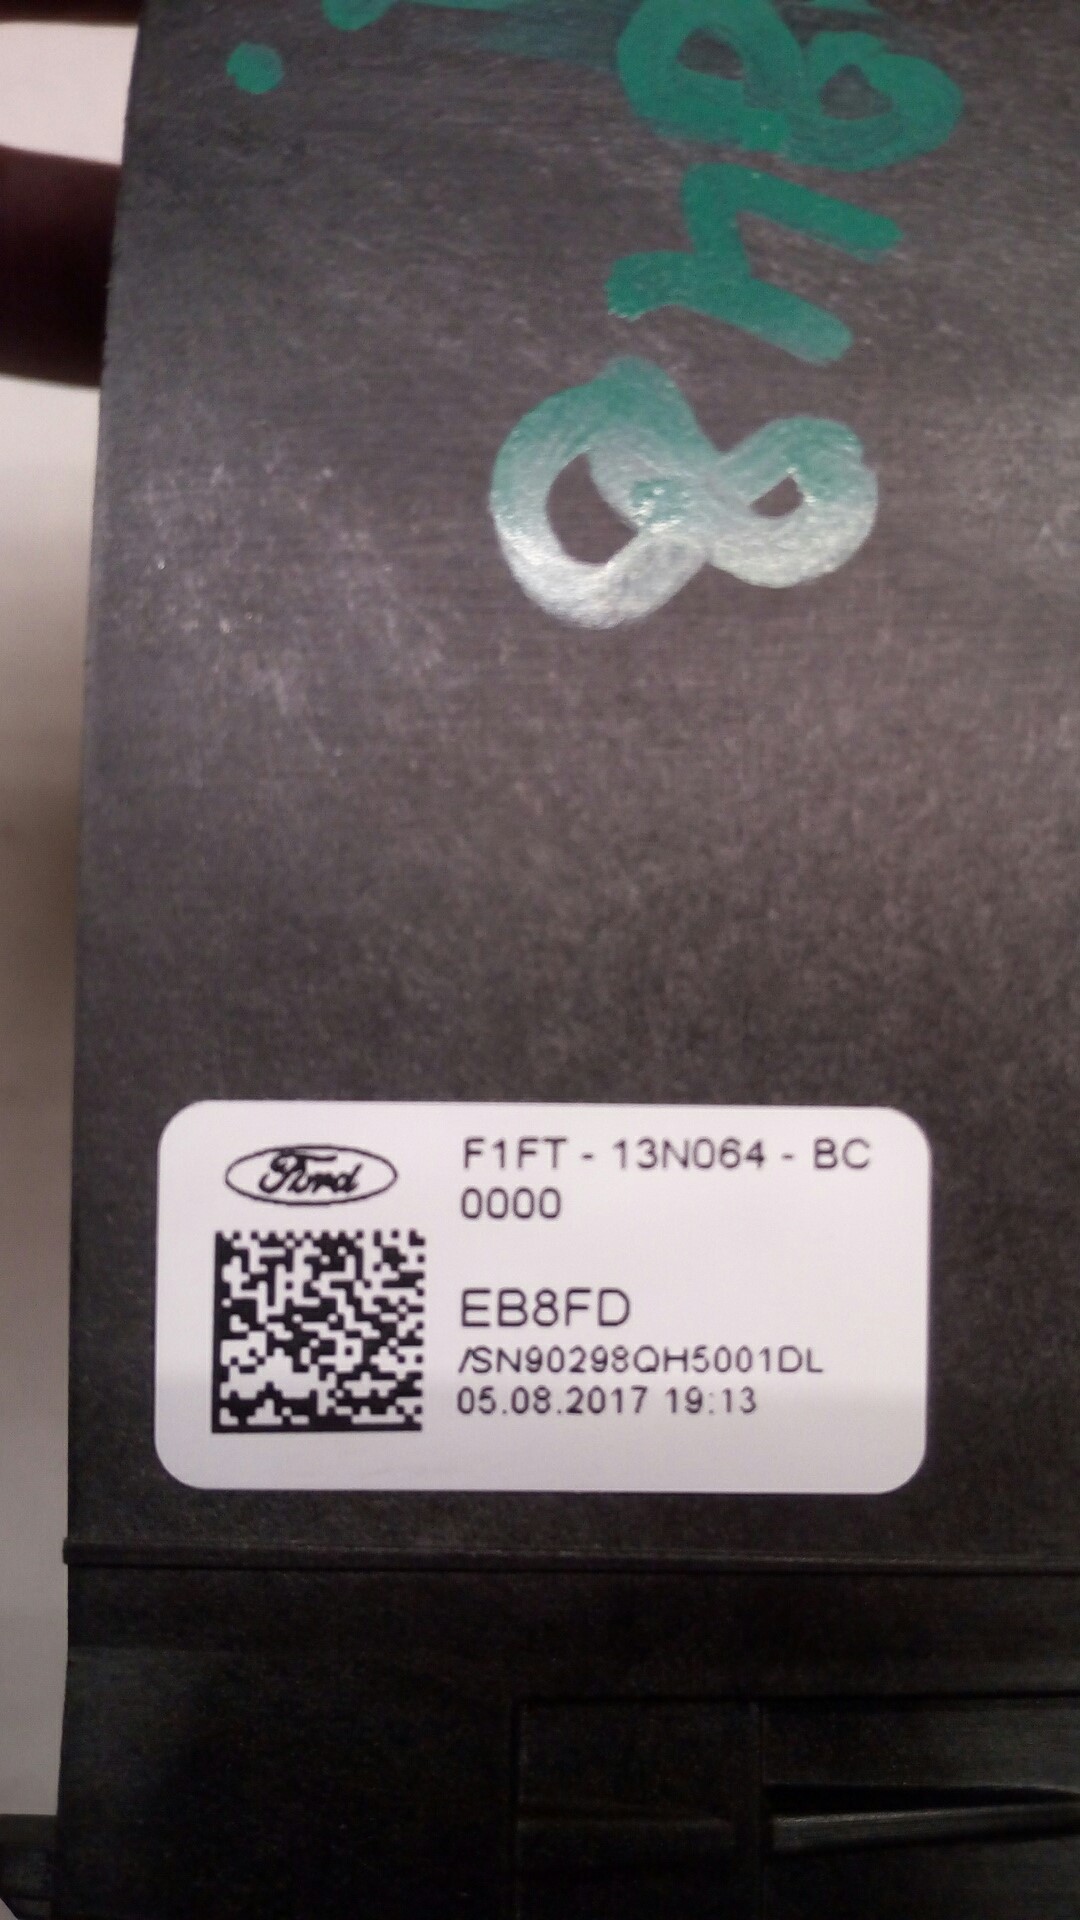 Ford
F1FT - 13N064 - BC
0000
EB8FD
/SN90298QH5001DL
05.08.2017 19:13